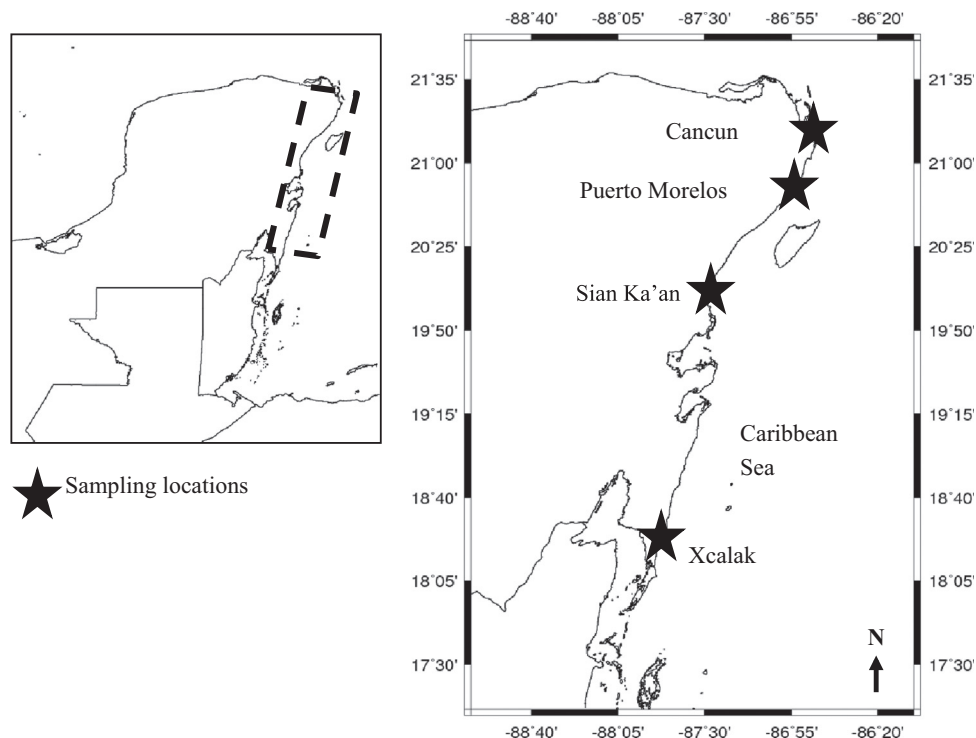 -88°40' -88°05' -87°30' -86°55' -86°20'
21°35'
Cancun
21°00'
Puerto Morelos
20°25'
Sian Ka’an
19°50'
19°15'
Caribbean
Sea
Sampling locations
18°40'
Xcalak
18°05'
N
17°30'
21°35'
21°00'
20°25'
19°50'
19°15'
18°40'
18°05'
17°30'
-88°40' -88°05' -87°30' -86°55' -86°20'